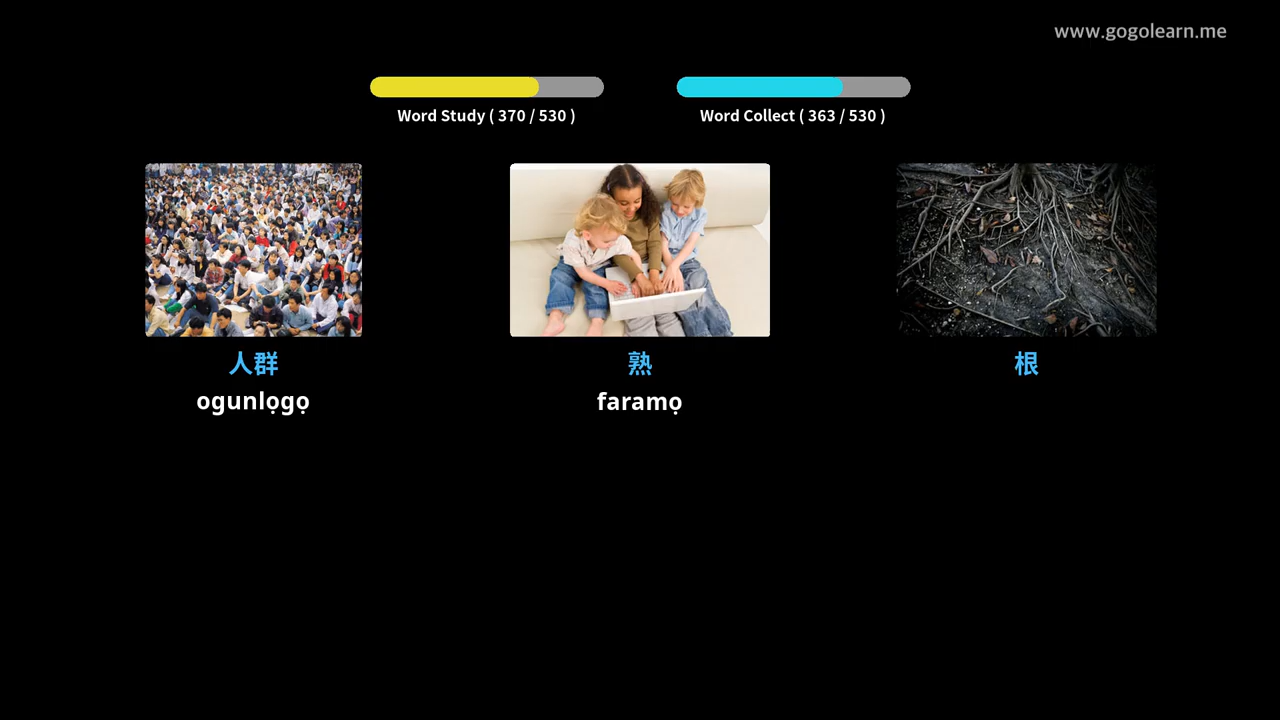 www.gogolearn.me
Word Study ( 370 / 530 )
Word Collect ( 363 / 530 )
人群
熟
根
ogunlọgọ
faramọ